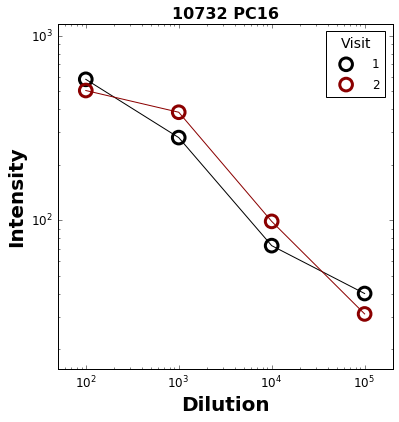 10732 PC16
Visit
1
2
10³
10²
Intensity
10² 10³ 10⁴ 10⁵
Dilution